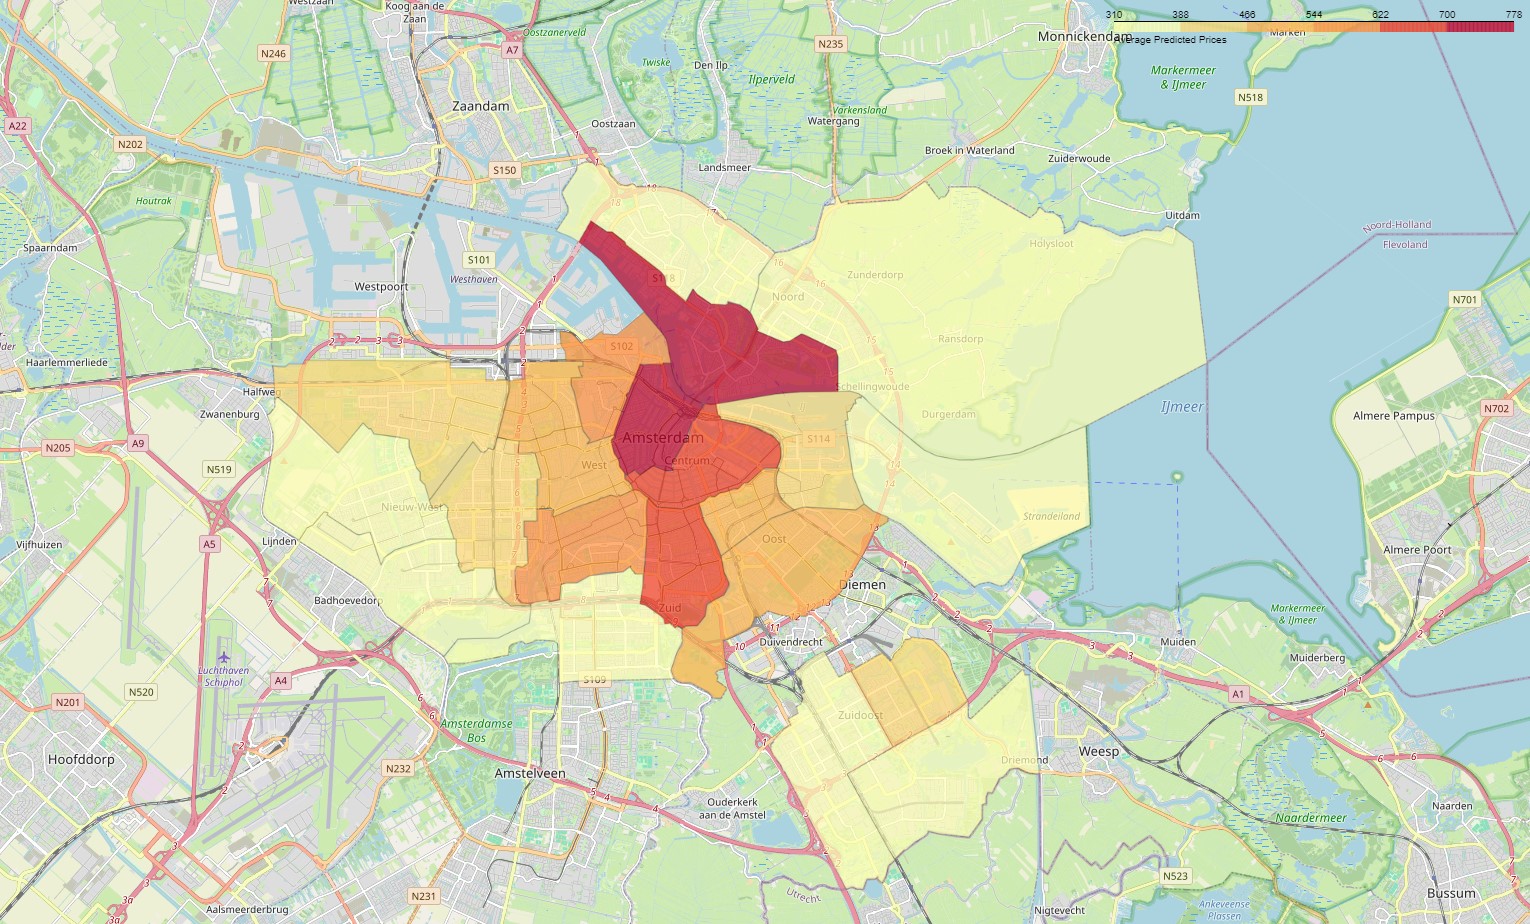 Westzaan
Koog aan de
Zaan
310 388 466 544 622 700 778
Average Predicted Prices
Oostzanerveld
N246
A7
Twiske
Den Ilp
Ilperveld
N235
Monnickendam
Marken
Markermeer
& IJmeer
N518
Zaandam
Oostzaan
Varkensland
Watergang
A22
N202
S150
Landsmeer
Broek in Waterland
Zuiderwoude
Houtrak
Uitdam
Noord-Holland
Flevoland
Spaarndam
S101
Westhaven
Westpoort
S118
Holysloot
Zunderdorp
Noord
N701
Ransdorp
S102
Haarlemmerliede
Halfweg
Zwanenburg
Schellingwoude
Durgerdam
IJmeer
Almere Pampus
N702
N205
A9
N519
Amsterdam
Centrum
S114
West
Nieuw-West
Strandeiland
Vijfhuizen
A5
Lijnden
Oost
Almere Poort
Diemen
Badhoevedorp
Zuid
Duivendrecht
Muiden
Markermeer
& IJmeer
Muiderberg
Luchthaven
Schiphol
A4
S109
N520
N201
A1
Zuidoost
Amsterdamse
Bos
Hoofddorp
N232
Amstelveen
Driemond
Weesp
Ouderkerk
aan de Amstel
Naarden
Naardermeer
N231
Aalsmeerderbrug
Utrecht
N523
Nigtevecht
Ankeveense
Plassen
Bussum